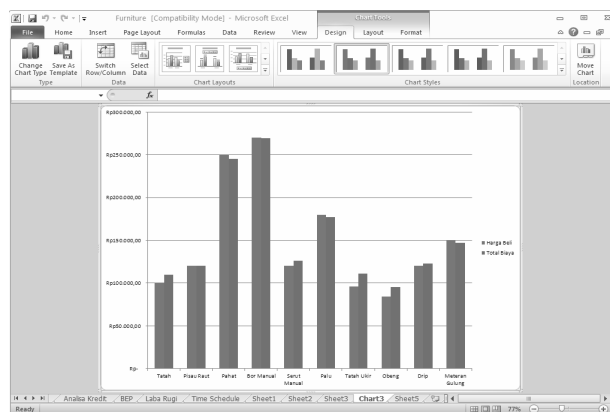 Furniture [Compatibility Mode] - Microsoft Excel
Chart Tools
File Home Insert Page Layout Formulas Data Review View Design Layout Format
Change Chart Type
Save As Template
Switch Row/Column
Select Data
Move Chart
Type Data Chart Layouts Chart Styles Location
fx
Rp300.000,00
Rp250.000,00
Rp200.000,00
Rp150.000,00
Rp100.000,00
Rp50.000,00
Rp-
Harga Beli
Total Biaya
Tatah Pisau Raut Pahat Bor Manual Serut Manual Palu Tatah Ukir Obeng Drip Meteran Gulung
Analisa Kredit BEP Laba Rugi Time Schedule Sheet1 Sheet2 Sheet3 Chart3 Sheet5
Ready 77%